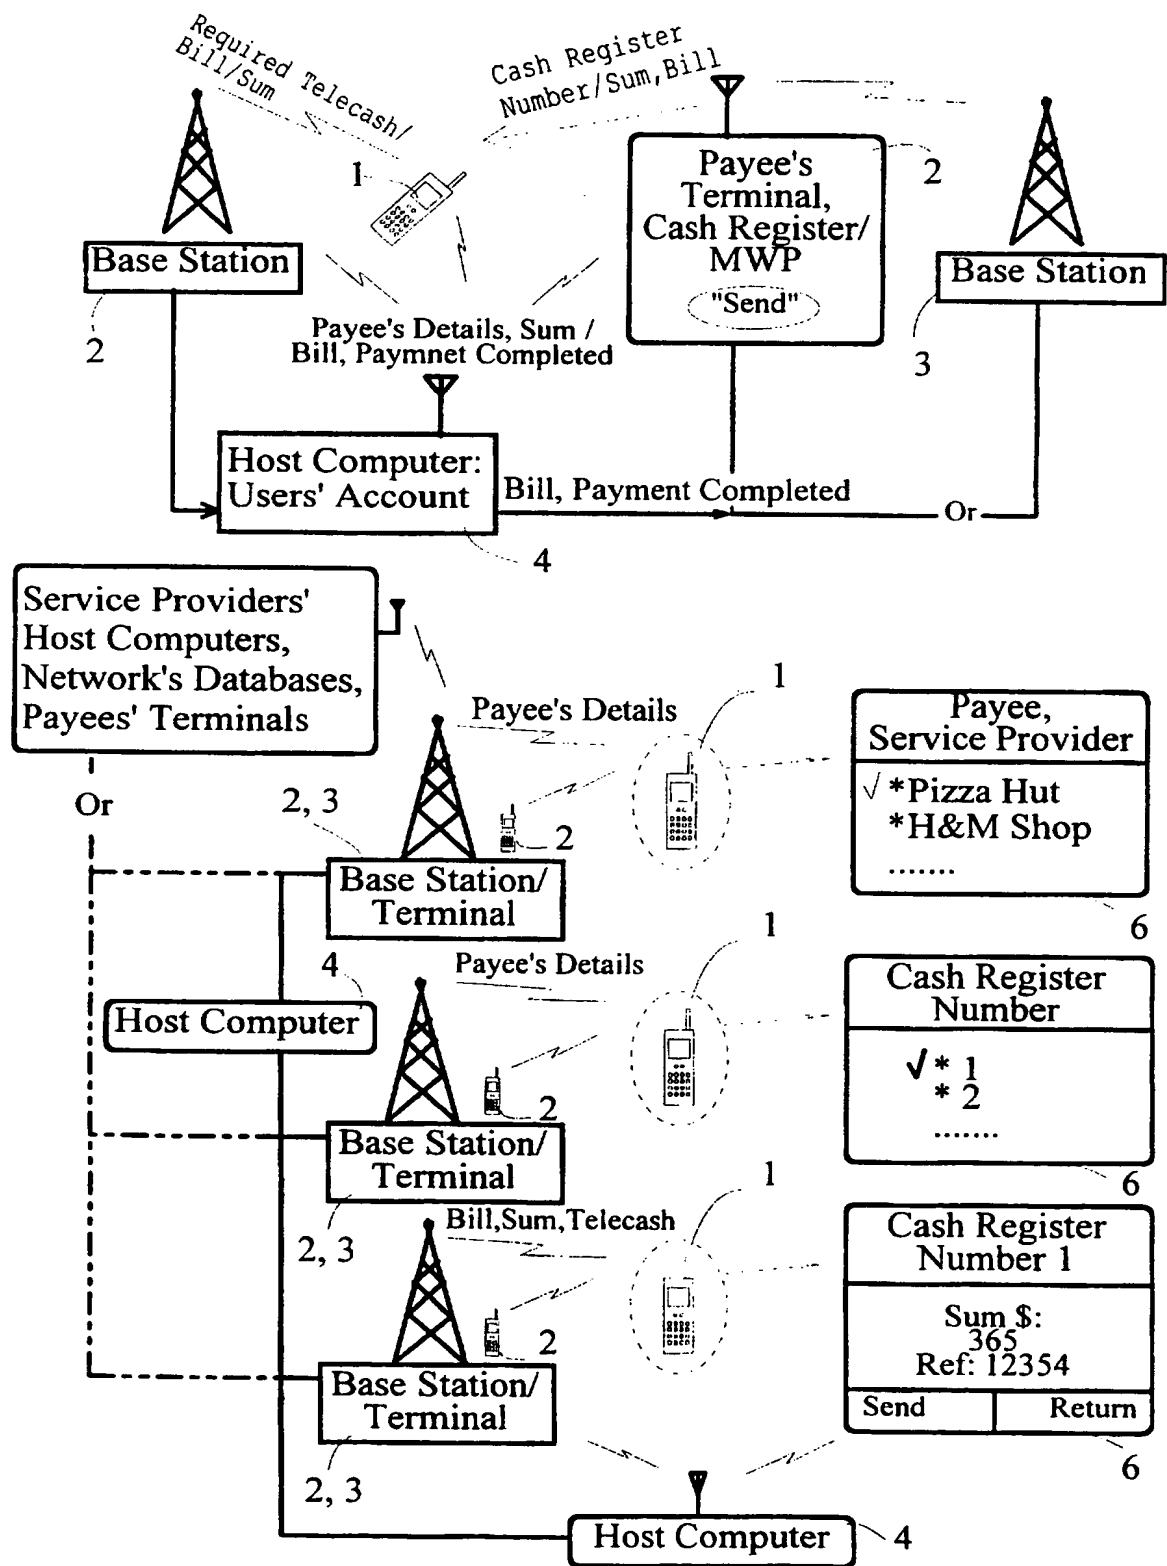 Required Telecash/
Bill/Sum
Cash Register
Number/Sum,Bill
1
Payee's
Terminal,
Cash Register/
MWP
"Send"
2
Base Station
2
Base Station
3
Payee's Details, Sum /
Bill, Paymnet Completed
Host Computer:
Users' Account
Bill, Payment Completed
Or
4
Service Providers'
Host Computers,
Network's Databases,
Payees' Terminals
Or
Payee's Details
1
2, 3
2
Base Station/
Terminal
Payee,
Service Provider
√ *Pizza Hut
*H&M Shop
.......
6
4
Host Computer
Payee's Details
1
2
Base Station/
Terminal
2, 3
Cash Register
Number
√ * 1
* 2
.......
6
Bill,Sum,Telecash
1
2
Base Station/
Terminal
2, 3
Cash Register
Number 1
Sum $:
365
Ref: 12354
Send
Return
6
Host Computer
4